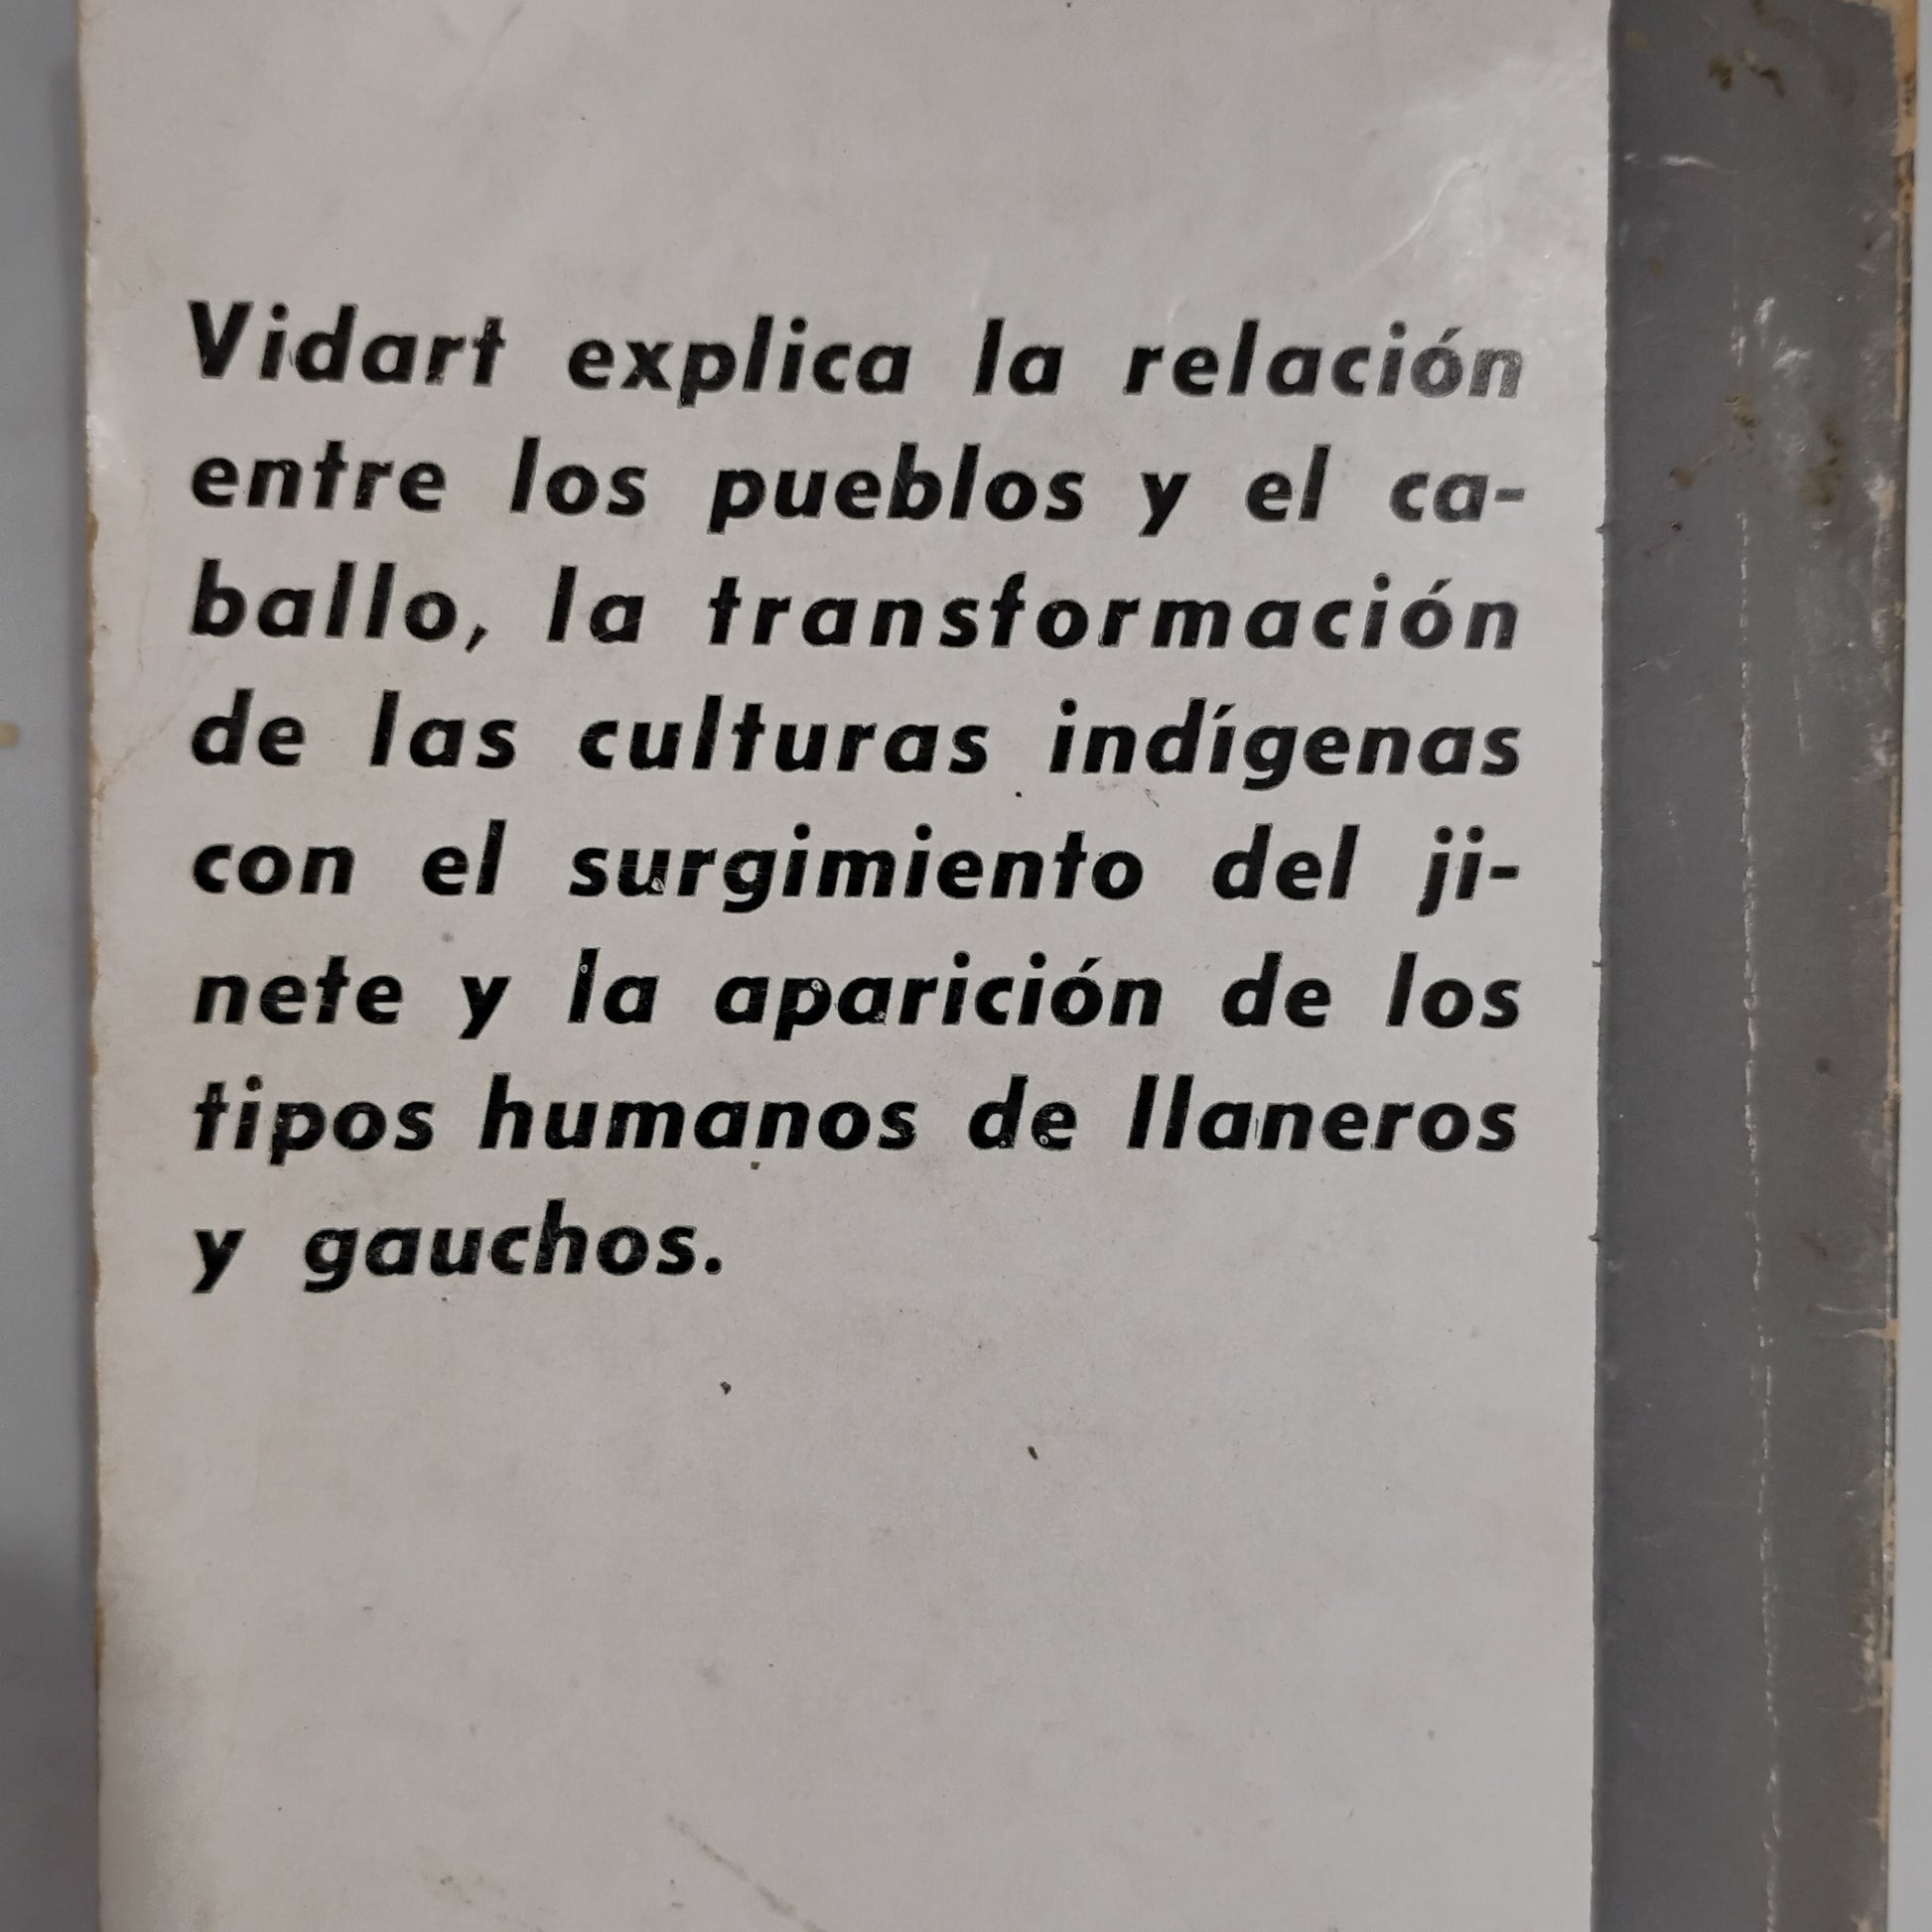 Vidart explica la relación
entre los pueblos y el ca-
ballo, la transformación
de las culturas indígenas
con el surgimiento del ji-
nete y la aparición de los
tipos humanos de llaneros
y gauchos.